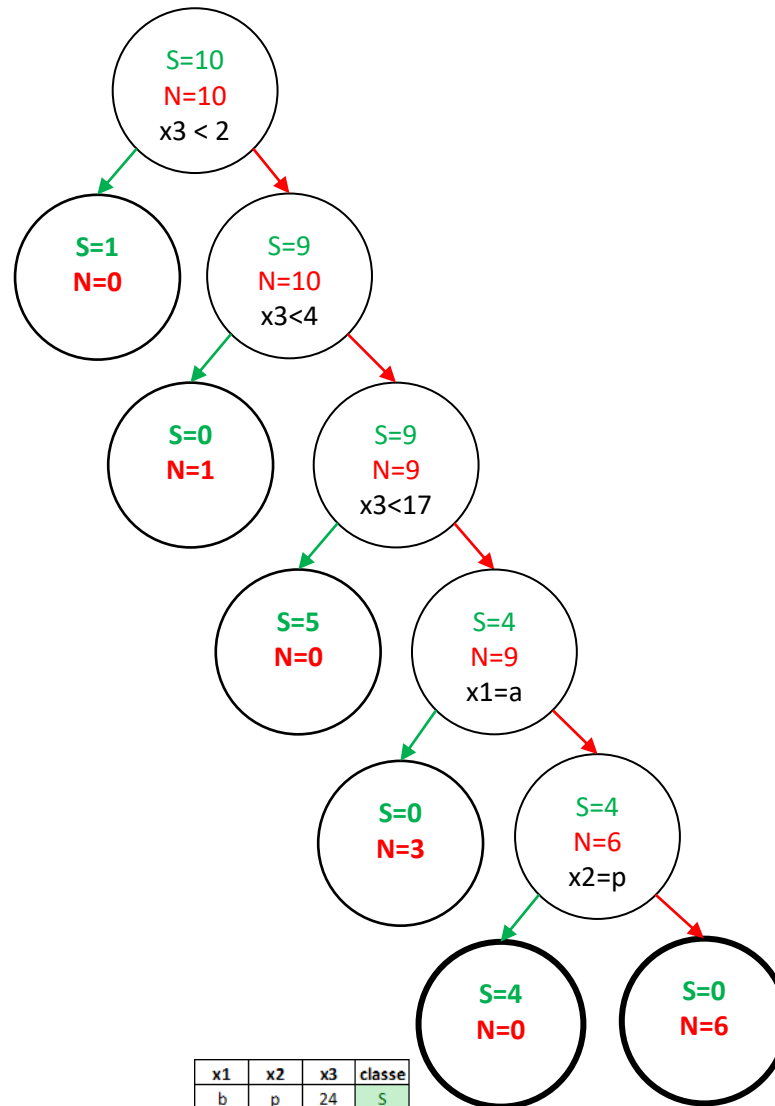 S=10
N=10
x3 < 2
S=1
N=0
S=9
N=10
x3<4
S=0
N=1
S=9
N=9
x3<17
S=5
N=0
S=4
N=9
x1=a
S=0
N=3
S=4
N=6
x2=p
S=4
N=0
S=0
N=6
x1 x2 x3 classe
b p 24 S